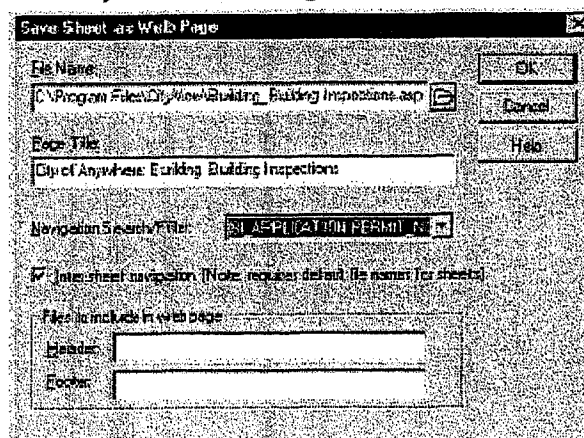 Save Sheet as Web Page
File Name:
C:\Program Files\CityView\Building_Building Inspections.asp
OK
Cancel
Help
Page Title:
City of Anywhere: Building: Building Inspections
Navigation Search/Filter:
APPLICATION PERMIT
Inter-sheet navigation (Note: requires default file names for sheets)
Files to include in web page
Header:
Footer: